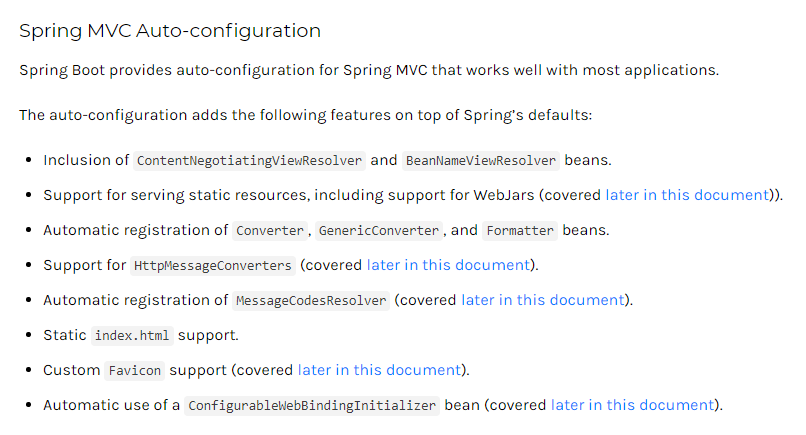 Spring MVC Auto-configuration
Spring Boot provides auto-configuration for Spring MVC that works well with most applications.
The auto-configuration adds the following features on top of Spring’s defaults:
• Inclusion of ContentNegotiatingViewResolver and BeanNameViewResolver beans.
• Support for serving static resources, including support for WebJars (covered later in this document)).
• Automatic registration of Converter, GenericConverter, and Formatter beans.
• Support for HttpMessageConverters (covered later in this document).
• Automatic registration of MessageCodesResolver (covered later in this document).
• Static index.html support.
• Custom Favicon support (covered later in this document).
• Automatic use of a ConfigurableWebBindingInitializer bean (covered later in this document).